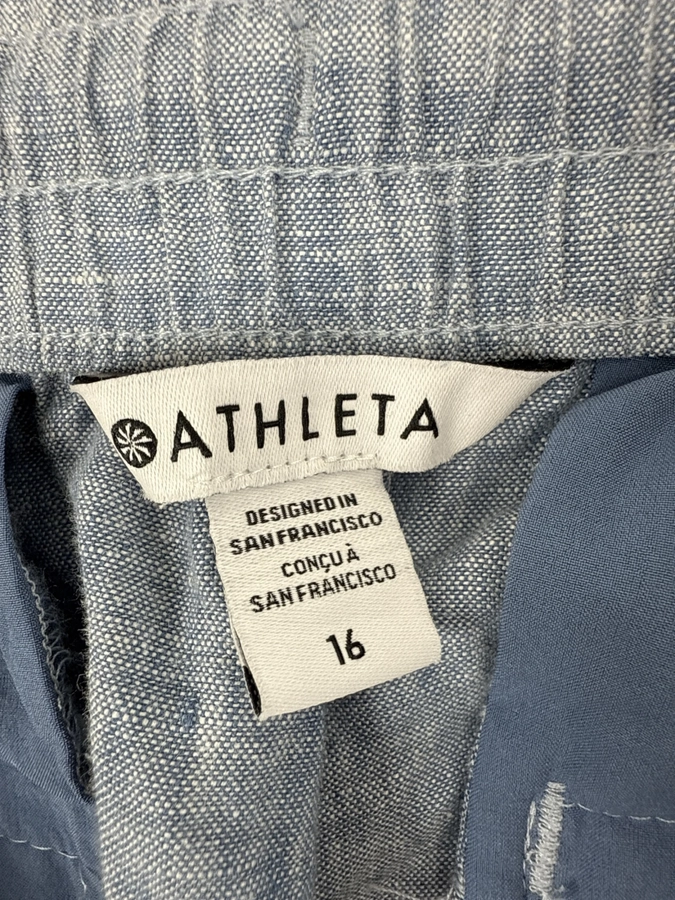 ATHLETA
DESIGNED IN
SAN FRANCISCO
CONÇU À
SAN FRANCISCO
16